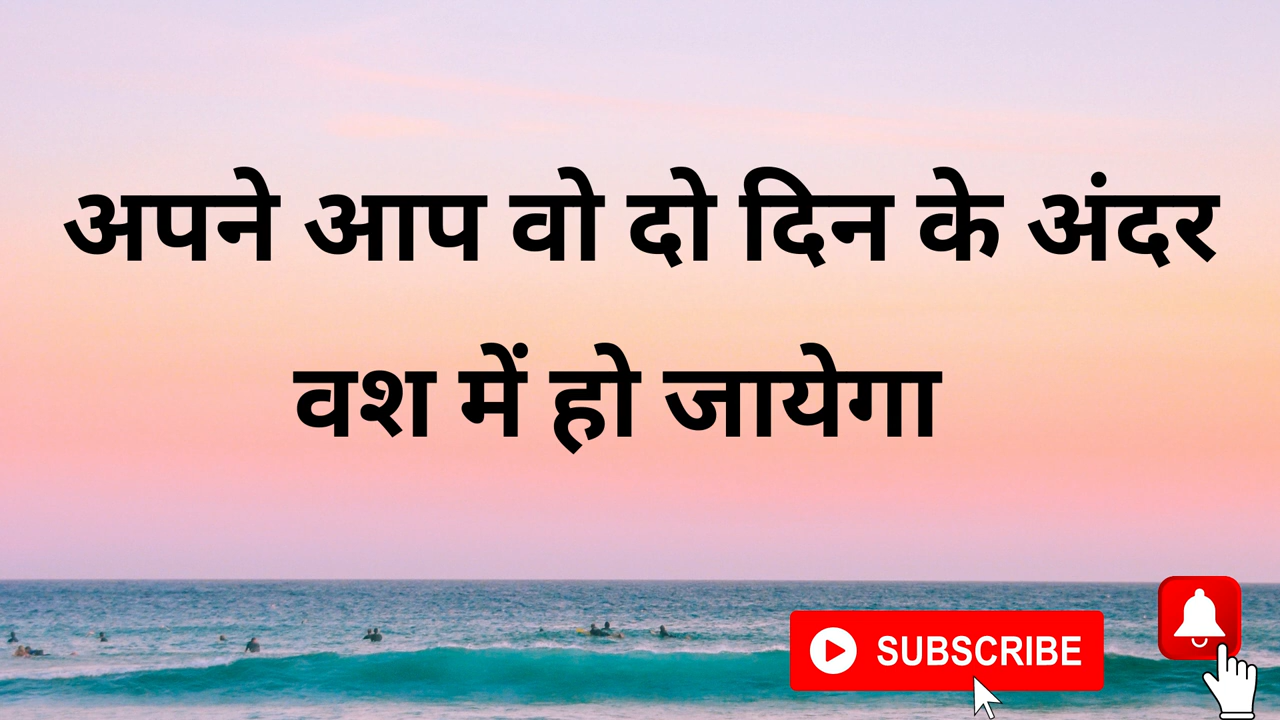 अपने आप वो दो दिन के अंदर
वश में हो जायेगा
SUBSCRIBE